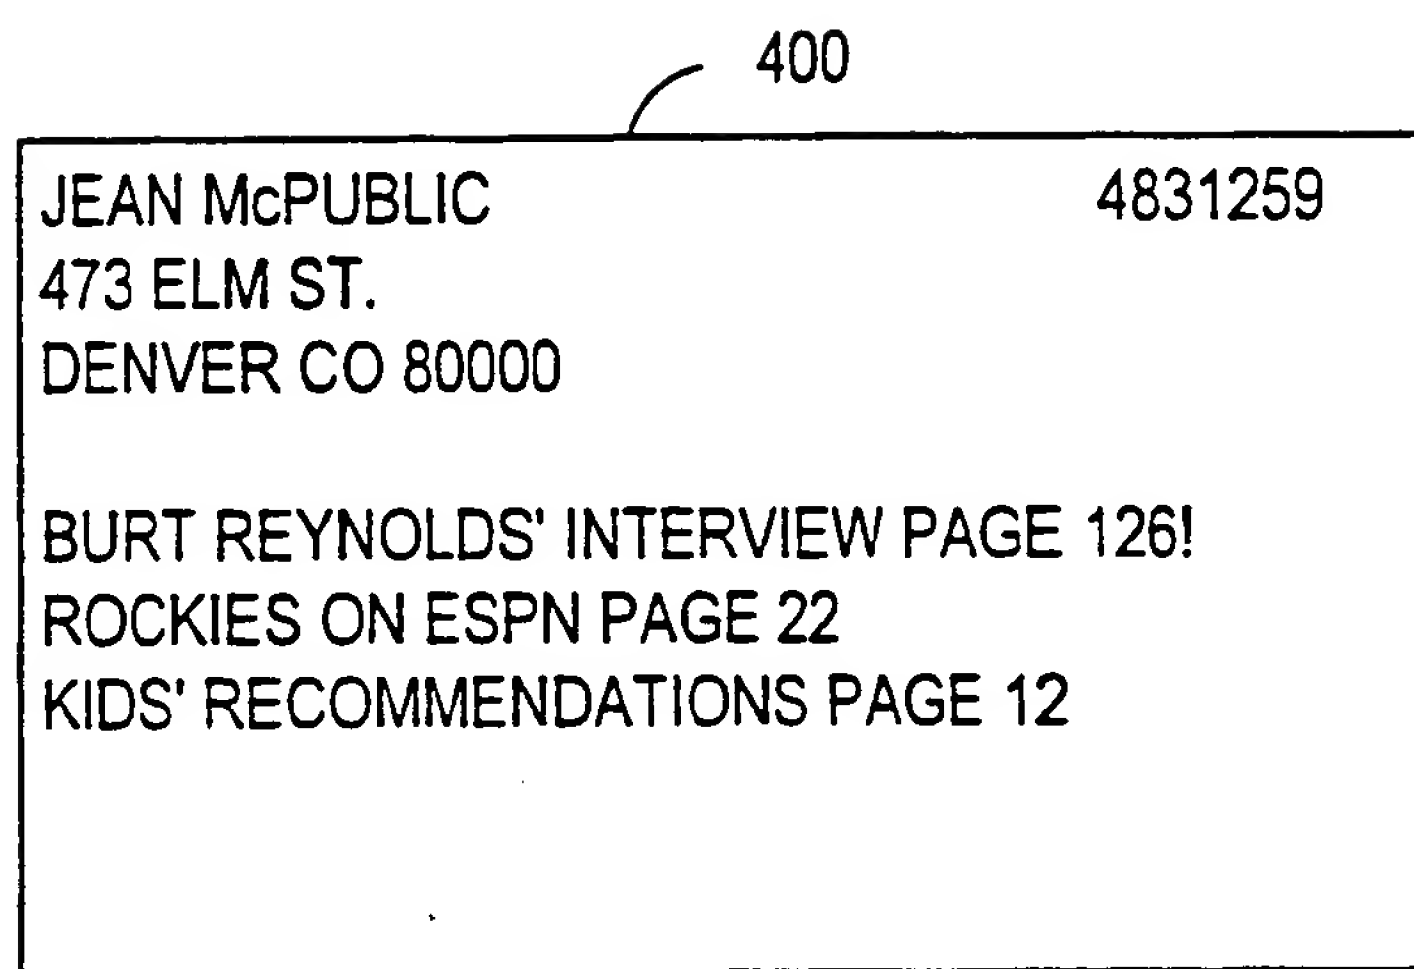 400
JEAN McPUBLIC 4831259
473 ELM ST.
DENVER CO 80000
BURT REYNOLDS' INTERVIEW PAGE 126!
ROCKIES ON ESPN PAGE 22
KIDS' RECOMMENDATIONS PAGE 12